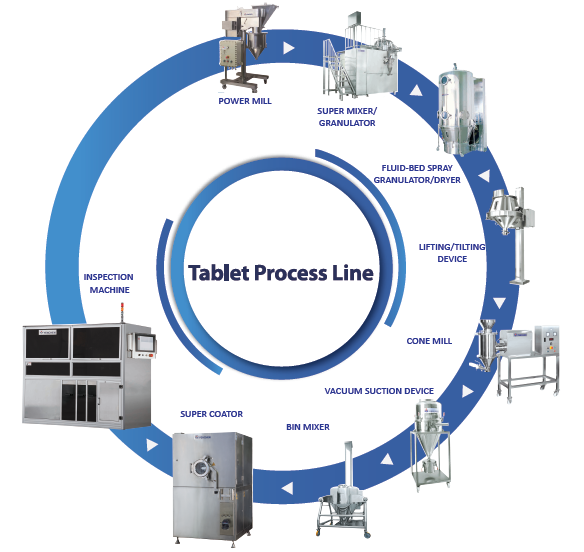 POWER MILL
SUPER MIXER/
GRANULATOR
FLUID-BED SPRAY
GRANULATOR/DRYER
LIFTING/TILTING
DEVICE
CONE MILL
VACUUM SUCTION DEVICE
BIN MIXER
SUPER COATOR
INSPECTION
MACHINE
Tablet Process Line